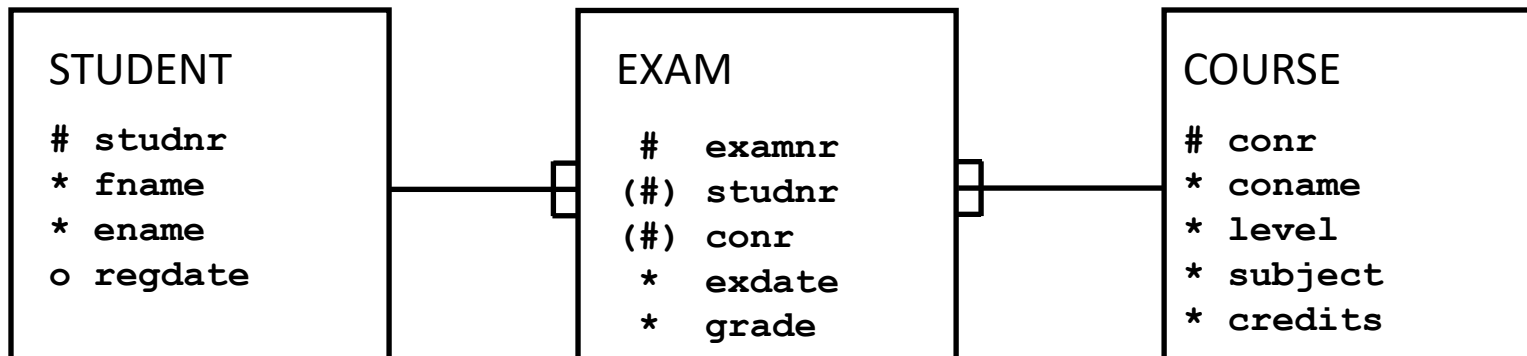 STUDENT
# studnr
* fname
* ename
o regdate
EXAM
# examnr
(#) studnr
(#) conr
* exdate
* grade
COURSE
# conr
* coname
* level
* subject
* credits